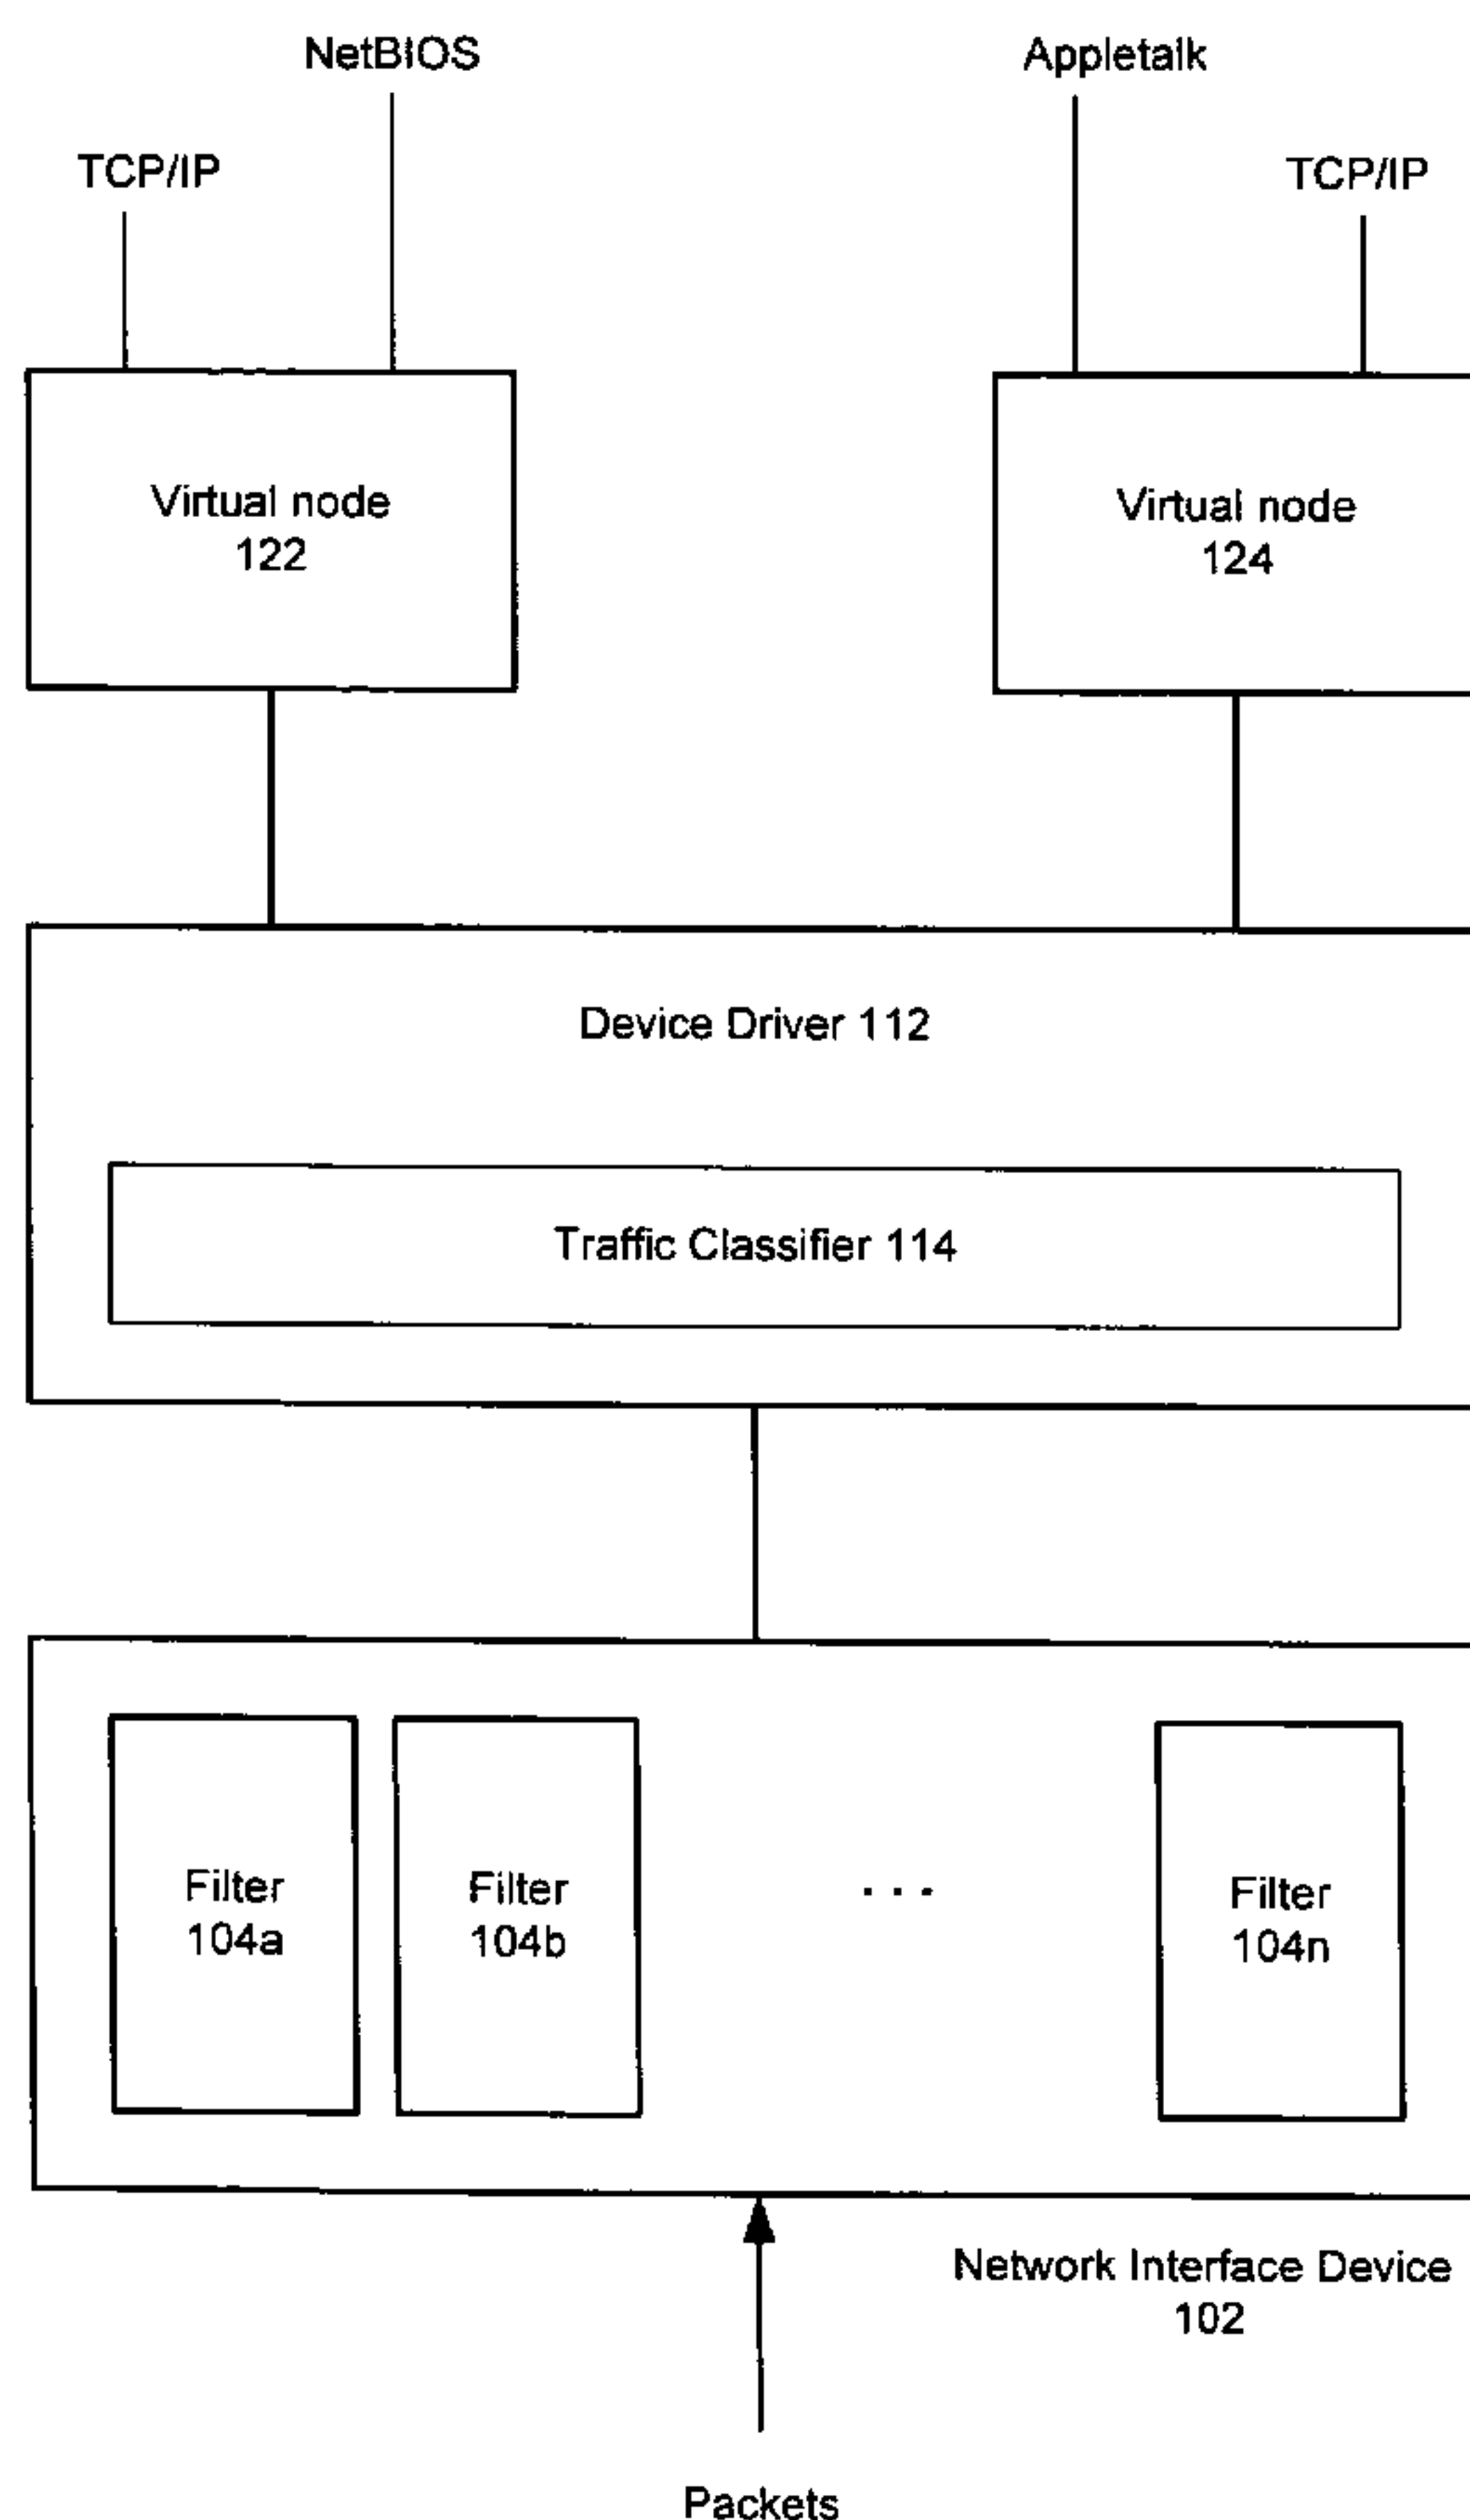 NetBIOS
Appletalk
TCP/IP
TCP/IP
Virtual node
122
Virtual node
124
Device Driver 112
Traffic Classifier 114
Filter
104a
Filter
104b
. . .
Filter
104n
Network Interface Device
102
Packets